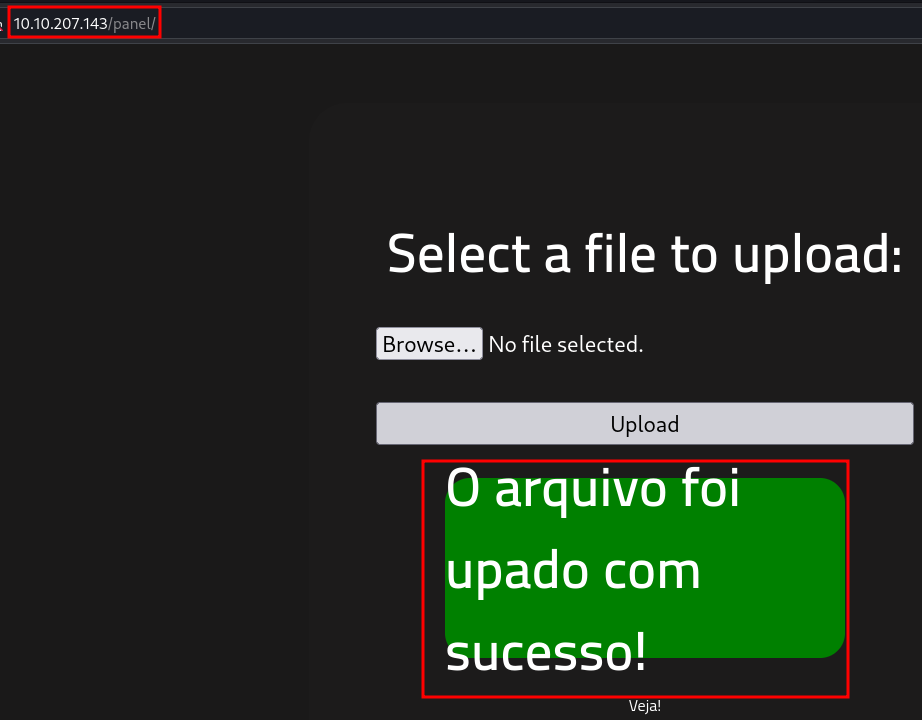 10.10.207.143/panel/
Select a file to upload:
Browse... No file selected.
Upload
O arquivo foi
upado com
sucesso!
Veja!